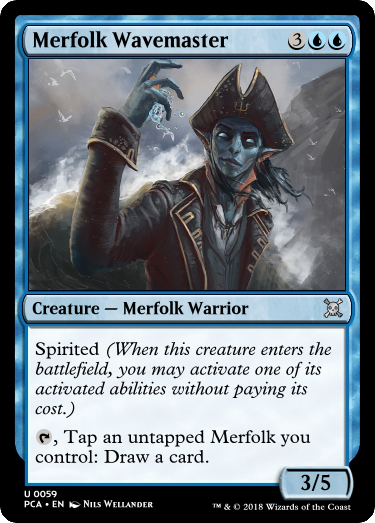 Merfolk Wavemaster 3
Creature — Merfolk Warrior
Spirited (When this creature enters the
battlefield, you may activate one of its
activated abilities without paying its
cost.)
, Tap an untapped Merfolk you
control: Draw a card.
3/5
U 0059
PCA • EN Nils Wellander
™ & © 2018 Wizards of the Coast